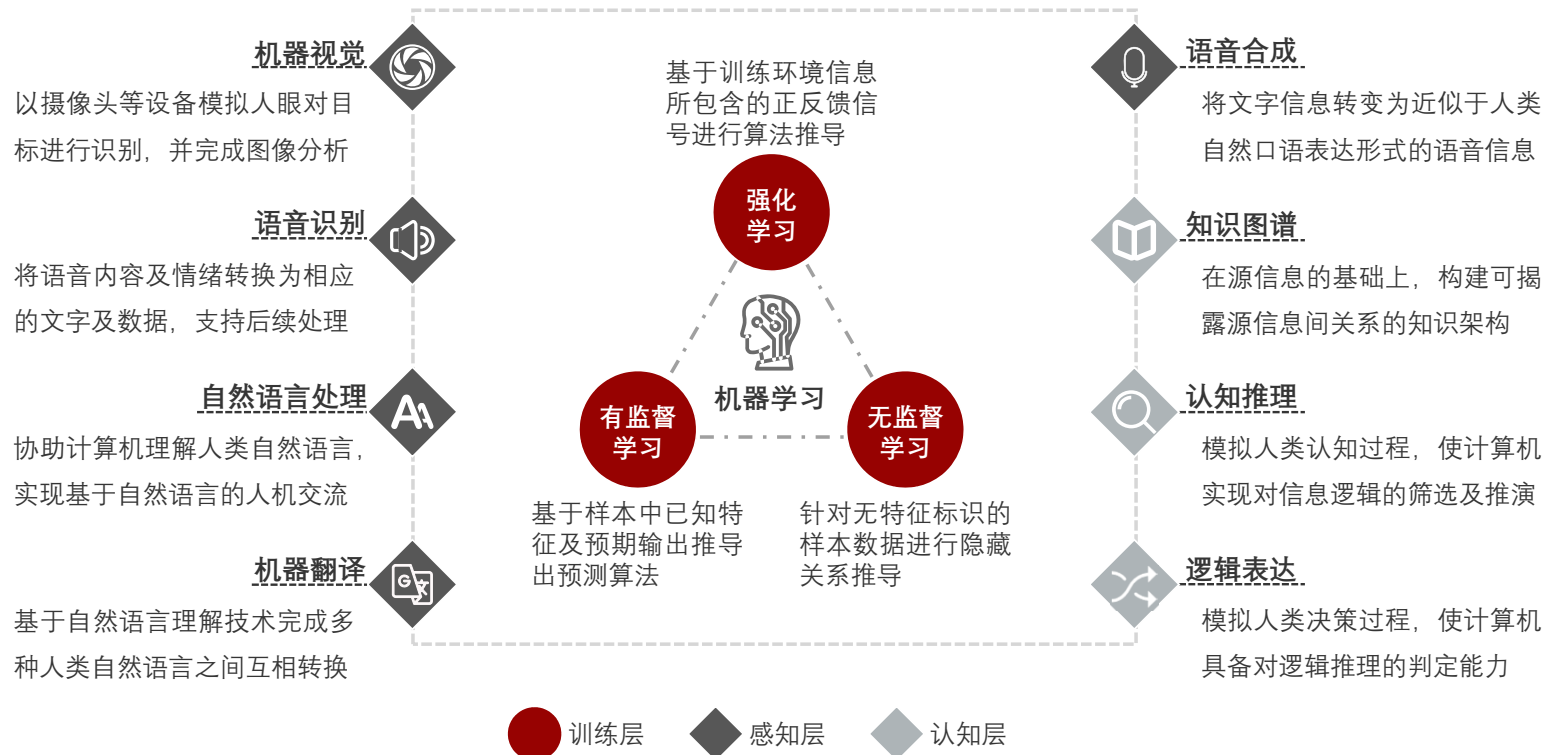 机器视觉
以摄像头等设备模拟人眼对目
标进行识别，并完成图像分析
语音识别
将语音内容及情绪转换为相应
的文字及数据，支持后续处理
自然语言处理
协助计算机理解人类自然语言，
实现基于自然语言的人机交流
机器翻译
基于自然语言理解技术完成多
种人类自然语言之间互相转换
基于训练环境信息
所包含的正反馈信
号进行算法推导
强化
学习
机器学习
有监督
学习
无监督
学习
基于样本中已知特
征及预期输出推导
出预测算法
针对无特征标识的
样本数据进行隐藏
关系推导
语音合成
将文字信息转变为近似于人类
自然口语表达形式的语音信息
知识图谱
在源信息的基础上，构建可揭
露源信息间关系的知识架构
认知推理
模拟人类认知过程，使计算机
实现对信息逻辑的筛选及推演
逻辑表达
模拟人类决策过程，使计算机
具备对逻辑推理的判定能力
训练层
感知层
认知层